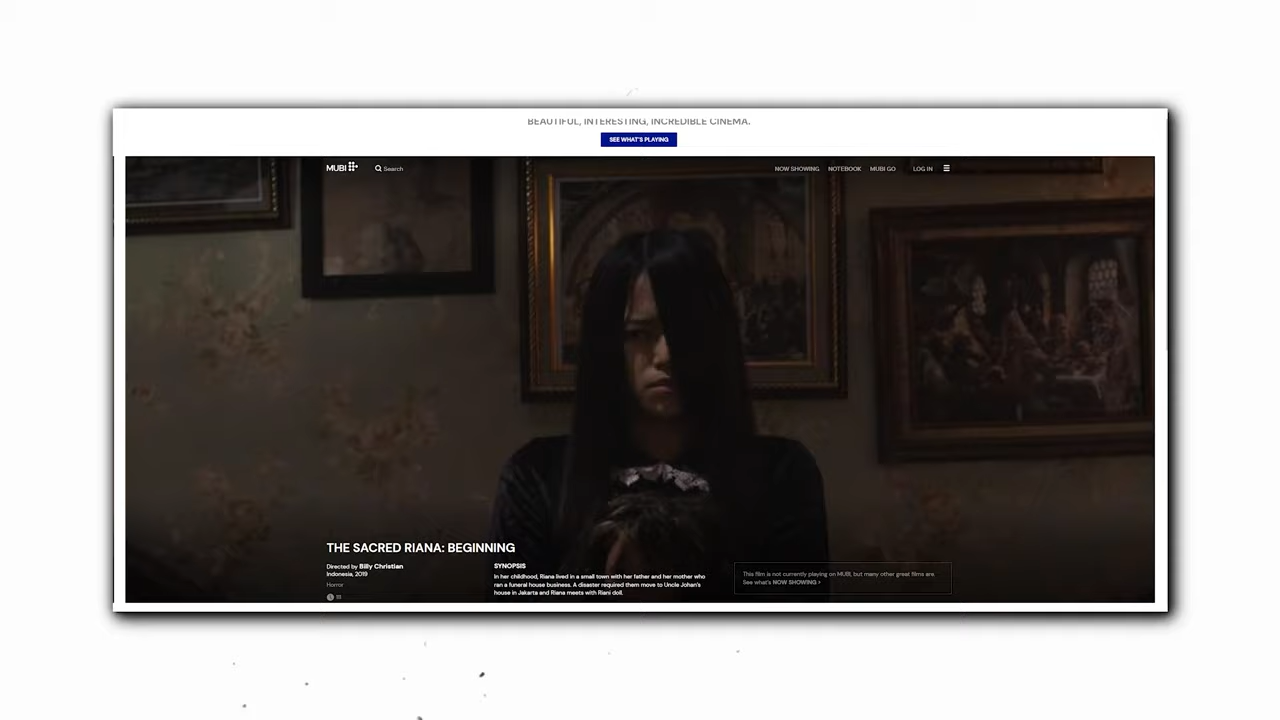 BEAUTIFUL, INTERESTING, INCREDIBLE CINEMA.
SEE WHAT'S PLAYING
MUBI
Search
NOW SHOWING
NOTEBOOK
MUBI GO
LOG IN
THE SACRED RIANA: BEGINNING
Directed by Billy Christian
Indonesia, 2019
Horror
111
SYNOPSIS
In her childhood, Riana lived in a small town with her father and her mother who
ran a funeral house business. A disaster required them move to Uncle Johan's
house in Jakarta and Riana meets with Riani doll.
This film is not currently playing on MUBI, but many other great films are.
See what's NOW SHOWING